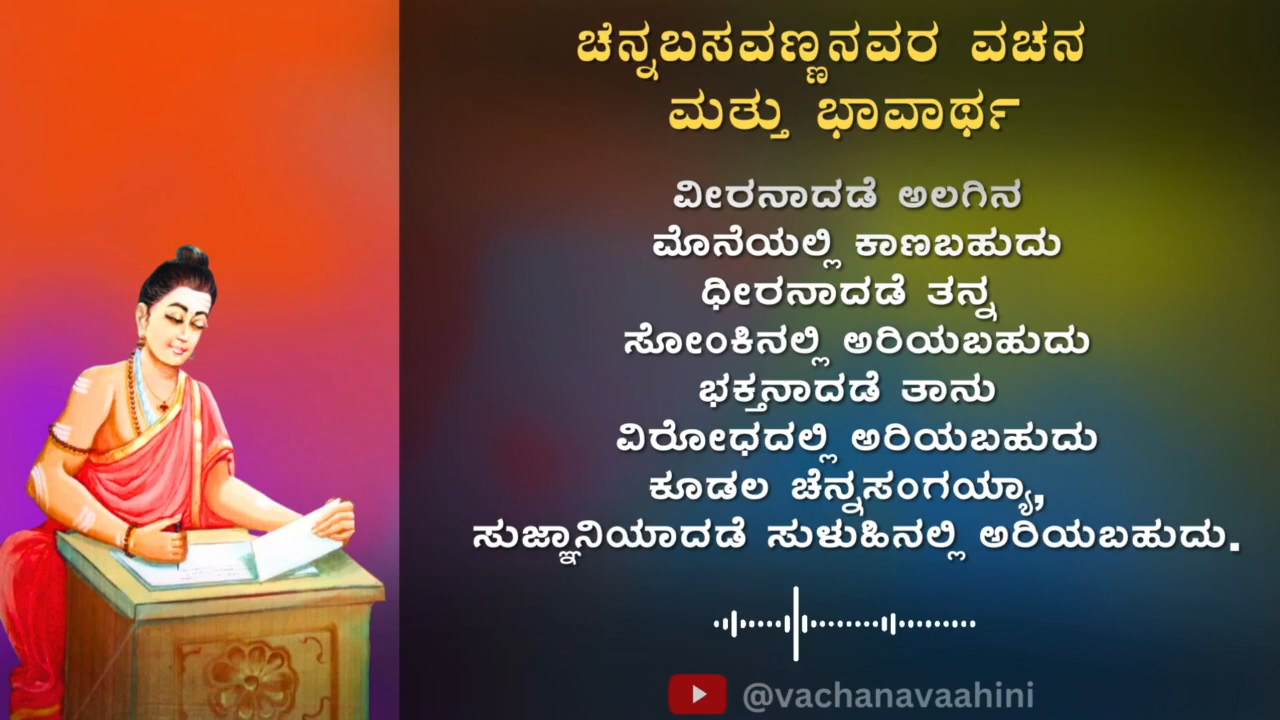 ಚೆನ್ನಬಸವಣ್ಣನವರ ವಚನ
ಮತ್ತು ಭಾವಾರ್ಥ
ವೀರನಾದಡೆ ಅಲಗಿನ
ಮೊನೆಯಲ್ಲಿ ಕಾಣಬಹುದು
ಧೀರನಾದಡೆ ತನ್ನ
ಸೋಂಕಿನಲ್ಲಿ ಅರಿಯಬಹುದು
ಭಕ್ತನಾದಡೆ ತಾನು
ವಿರೋಧದಲ್ಲಿ ಅರಿಯಬಹುದು
ಕೂಡಲ ಚೆನ್ನಸಂಗಯ್ಯಾ,
ಸುಜ್ಞಾನಿಯಾದಡೆ ಸುಳುಹಿನಲ್ಲಿ ಅರಿಯಬಹುದು.
@vachanavaahini